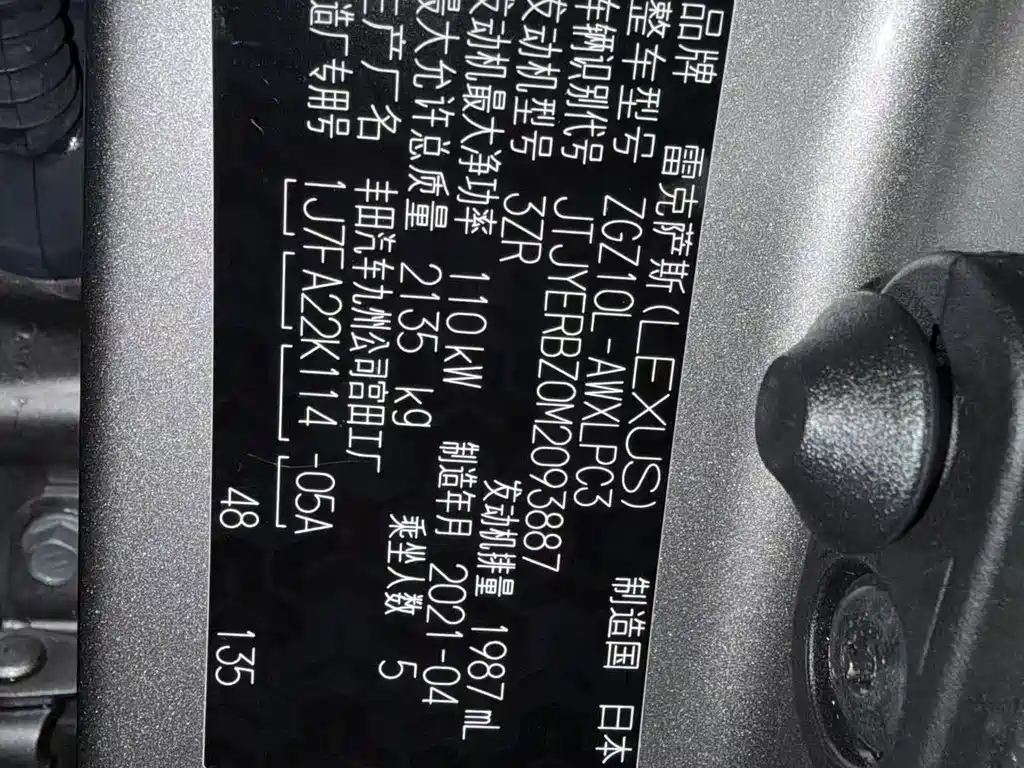 品牌 雷克萨斯(LEXUS) 制造国 日本
整车型号 ZGZ10L-AWXLPC3
车辆识别代号 JTJYERBZ0M2093887
发动机型号 3ZR 发动机排量 1987 mL
发动机最大净功率 110 kW 制造年月 2021-04
最大允许总质量 2135 kg 乘坐人数 5
生产厂名 丰田汽车九州公司宫田工厂
造厂专用号 1J7FA22K114 -05A
48 135